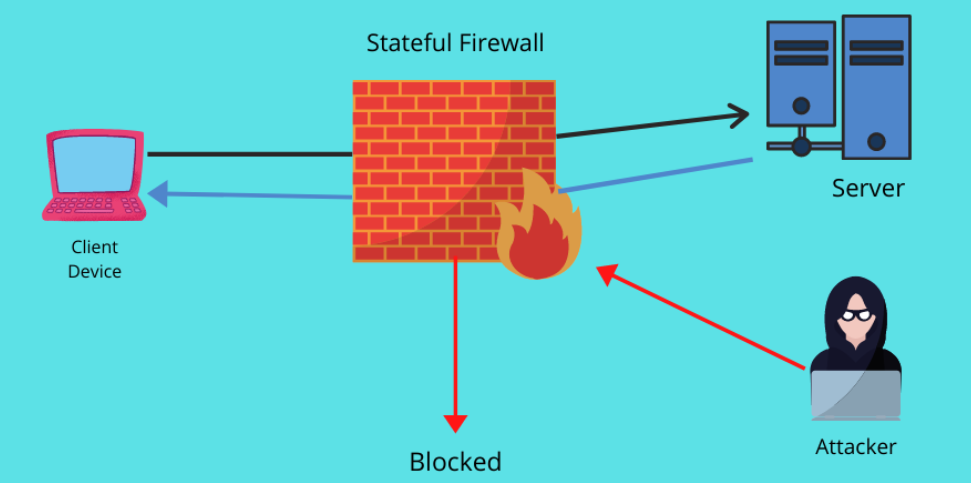 Stateful Firewall
Server
Client
Device
Attacker
Blocked